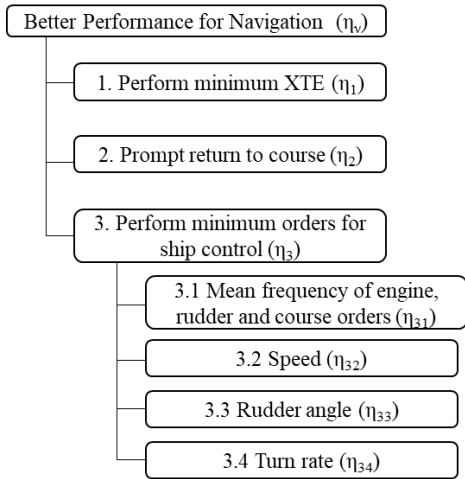 Better Performance for Navigation (ηᵥ)
1. Perform minimum XTE (η₁)
2. Prompt return to course (η₂)
3. Perform minimum orders for
ship control (η₃)
3.1 Mean frequency of engine,
rudder and course orders (η₃₁)
3.2 Speed (η₃₂)
3.3 Rudder angle (η₃₃)
3.4 Turn rate (η₃₄)